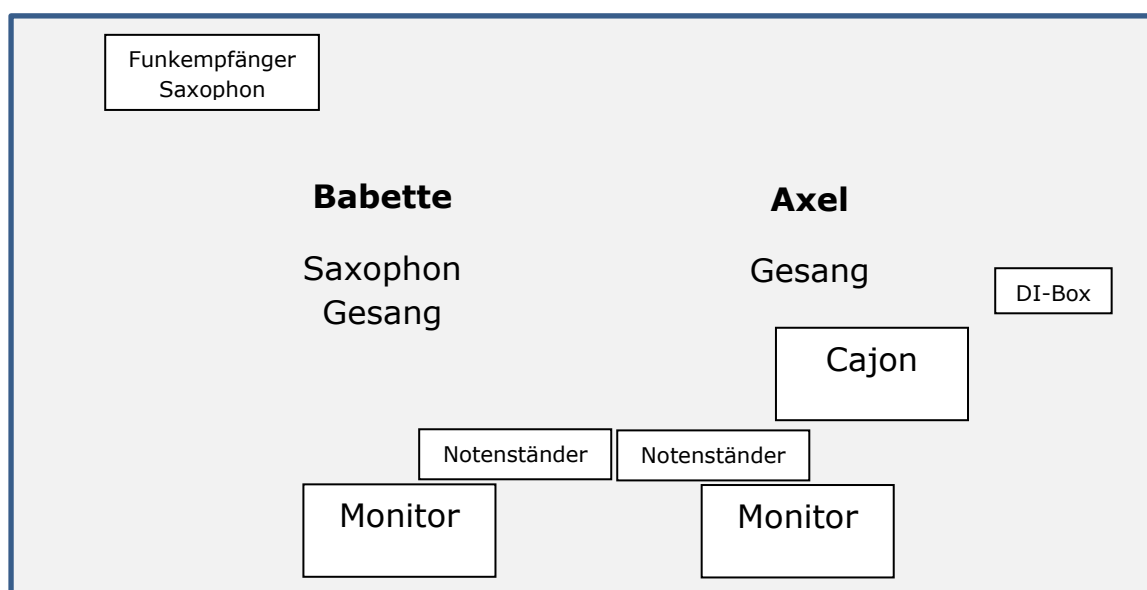 Funkempfänger
Saxophon
Babette
Axel
Saxophon
Gesang
Gesang
DI-Box
Cajon
Notenständer
Notenständer
Monitor
Monitor